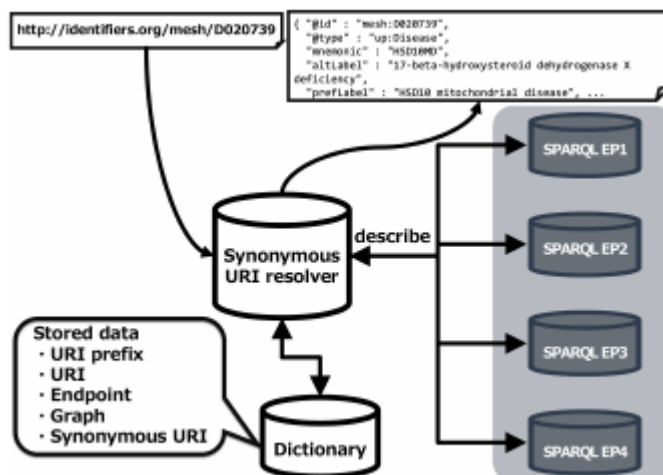 http://identifiers.org/mesh/D020739
{ "@id" : "mesh:D020739",
"@type" : "up:Disease",
"mnemonic" : "HSD10MD",
"altLabel" : "17-beta-hydroxysteroid dehydrogenase X
deficiency",
"prefLabel" : "HSD10 mitochondrial disease", ...
SPARQL EP1
SPARQL EP2
SPARQL EP3
SPARQL EP4
describe
Synonymous
URI resolver
Stored data
・URI prefix
・URI
・Endpoint
・Graph
・Synonymous URI
Dictionary